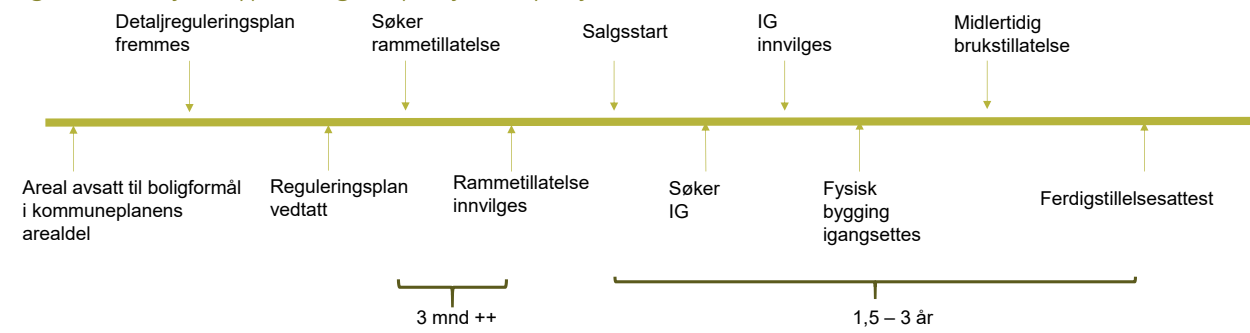 Detaljreguleringsplan
fremmes
Søker
rammetillatelse
Salgsstart
IG
innvilges
Midlertidig
brukstillatelse
Areal avsatt til boligformål
i kommuneplanens
arealdel
Reguleringsplan
vedtatt
Rammetillatelse
innvilges
Søker
IG
Fysisk
bygging
igangsettes
Ferdigstillelsesattest
3 mnd ++
1,5 – 3 år